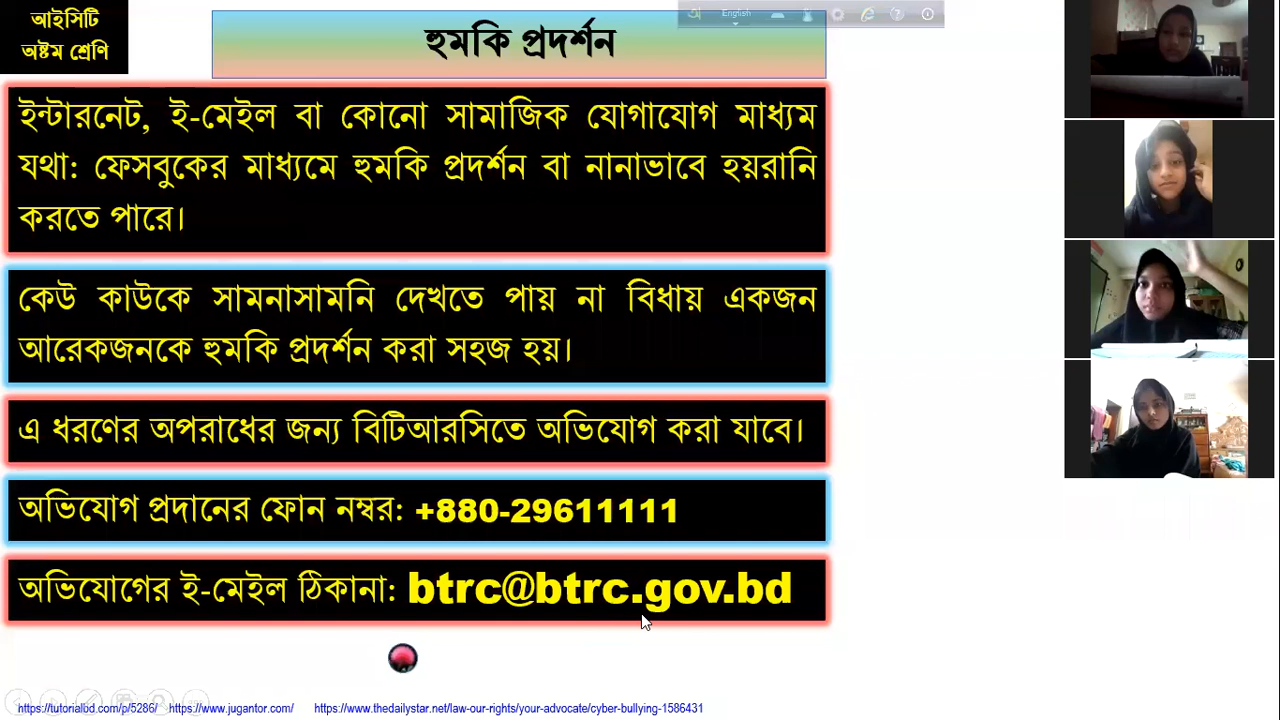 আইসিটি
অষ্টম শ্রেণি
হুমকি প্রদর্শন
English
ইন্টারনেট, ই-মেইল বা কোনো সামাজিক যোগাযোগ মাধ্যম
যথা: ফেসবুকের মাধ্যমে হুমকি প্রদর্শন বা নানাভাবে হয়রানি
করতে পারে।
কেউ কাউকে সামনাসামনি দেখতে পায় না বিধায় একজন
আরেকজনকে হুমকি প্রদর্শন করা সহজ হয়।
এ ধরণের অপরাধের জন্য বিটিআরসিতে অভিযোগ করা যাবে।
অভিযোগ প্রদানের ফোন নম্বর: +880-29611111
অভিযোগের ই-মেইল ঠিকানা: btrc@btrc.gov.bd
https://tutorialbd.com/p/5286/ https://www.jugantor.com/ https://www.thedailystar.net/law-our-rights/your-advocate/cyber-bullying-1586431